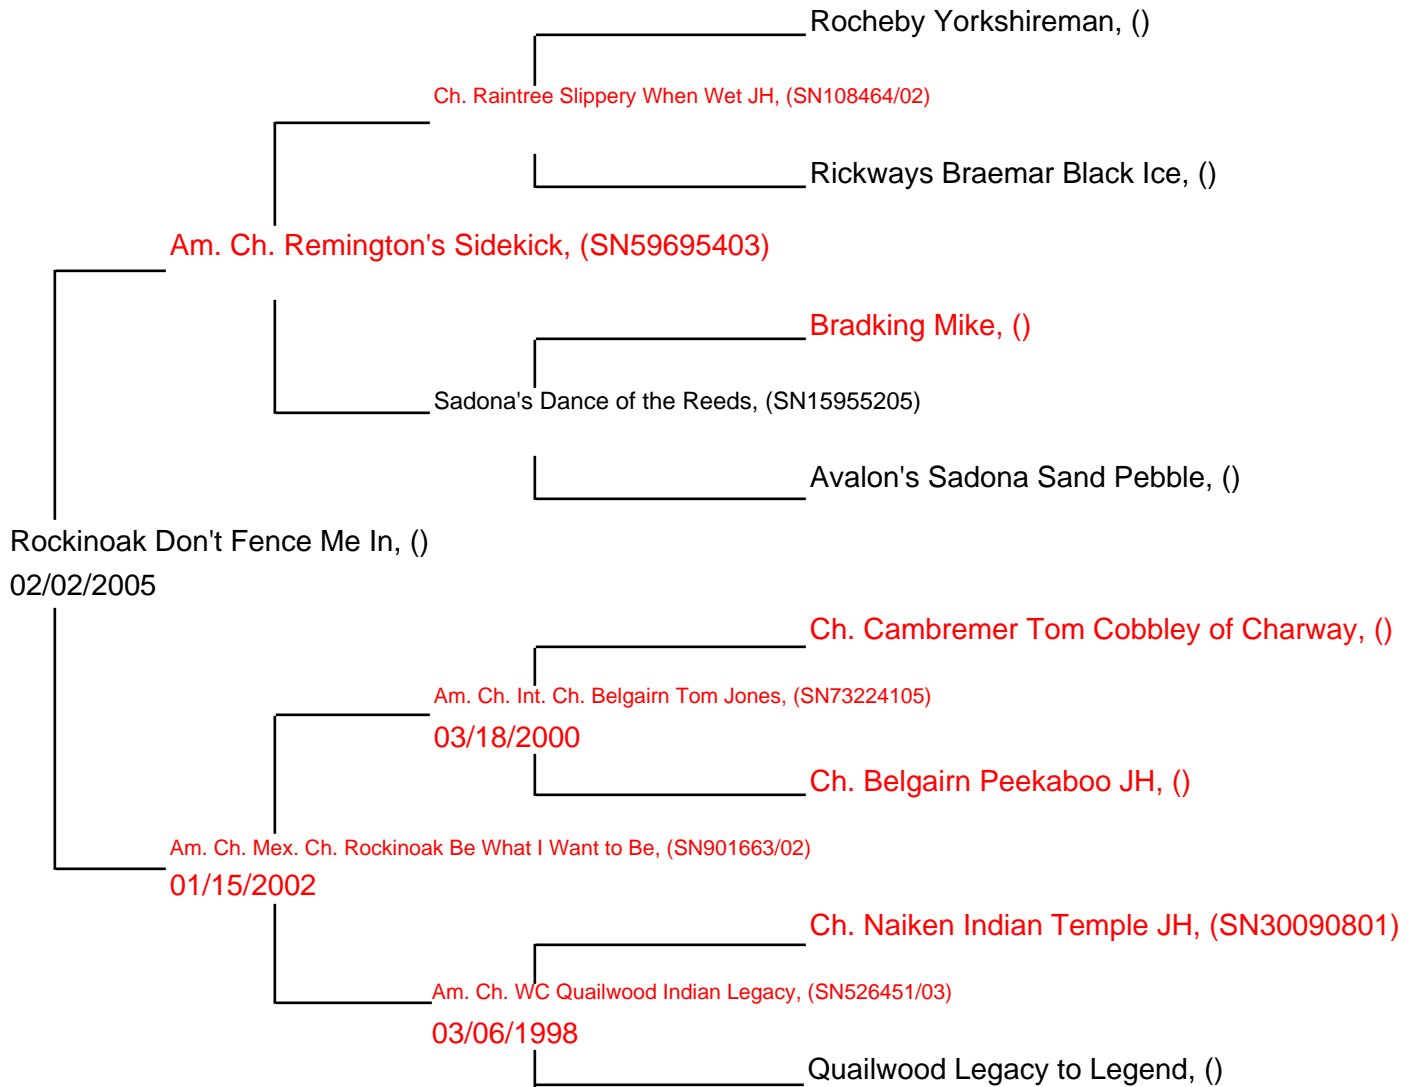 Rocheby Yorkshireman, ()
Ch. Raintree Slippery When Wet JH, (SN108464/02)
Rickways Braemar Black Ice, ()
Am. Ch. Remington's Sidekick, (SN59695403)
Bradking Mike, ()
Sadona's Dance of the Reeds, (SN15955205)
Avalon's Sadona Sand Pebble, ()
Rockinoak Don't Fence Me In, ()
02/02/2005
Ch. Cambremer Tom Cobbley of Charway, ()
Am. Ch. Int. Ch. Belgairn Tom Jones, (SN73224105)
03/18/2000
Ch. Belgairn Peekaboo JH, ()
Am. Ch. Mex. Ch. Rockinoak Be What I Want to Be, (SN901663/02)
01/15/2002
Ch. Naiken Indian Temple JH, (SN30090801)
Am. Ch. WC Quailwood Indian Legacy, (SN526451/03)
03/06/1998
Quailwood Legacy to Legend, ()